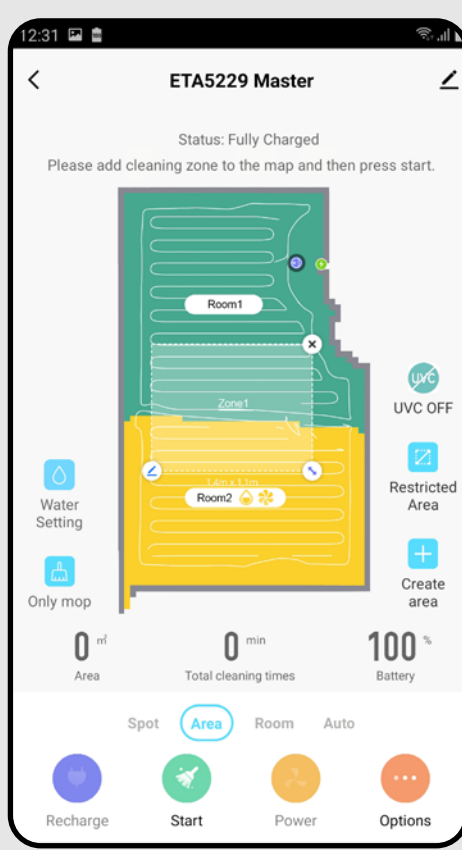 12:31
ETA5229 Master
Status: Fully Charged
Please add cleaning zone to the map and then press start.
Room1
Zone1
1.4m x 1.1m
Room2
UVC
UVC OFF
Restricted
Area
Create
area
Water
Setting
Only mop
0 ㎡
Area
0 min
Total cleaning times
100 %
Battery
Spot Area Room Auto
Recharge Start Power Options